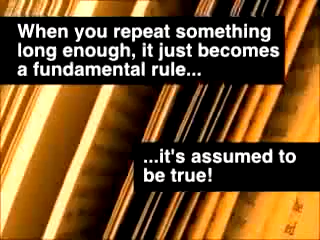 When you repeat something
long enough, it just becomes
a fundamental rule...
...it's assumed to
be true!